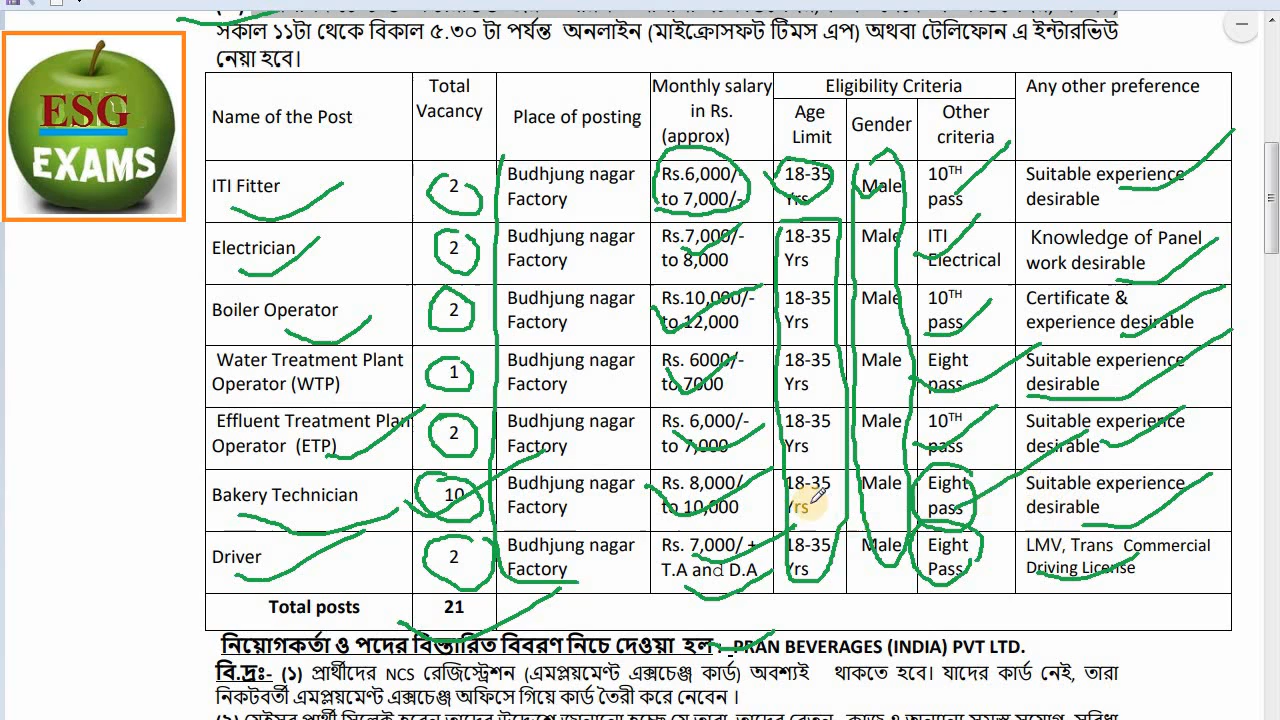 সকাল ১১টা থেকে বিকাল ৫.৩০ টা পর্যন্ত অনলাইন (মাইক্রোসফট টিমস এপ) অথবা টেলিফোন এ ইন্টারভিউ
নেয়া হবে।
ESG
EXAMS
Name of the Post
Total
Vacancy
Place of posting
Monthly salary
in Rs.
(approx)
Eligibility Criteria
Age
Limit
Gender
Other
criteria
Any other preference
ITI Fitter
2
Budhjung nagar
Factory
Rs.6,000/-
to 7,000/-
18-35
Yrs
Male
10TH
pass
Suitable experience
desirable
Electrician
2
Budhjung nagar
Factory
Rs.7,000/-
to 8,000
18-35
Yrs
Male
ITI
Electrical
Knowledge of Panel
work desirable
Boiler Operator
2
Budhjung nagar
Factory
Rs.10,000/-
to 12,000
18-35
Yrs
Male
10TH
pass
Certificate &
experience desirable
Water Treatment Plant
Operator (WTP)
1
Budhjung nagar
Factory
Rs. 6000/-
to 7000
18-35
Yrs
Male
Eight
pass
Suitable experience
desirable
Effluent Treatment Plan
Operator (ETP)
2
Budhjung nagar
Factory
Rs. 6,000/-
to 7,000
18-35
Yrs
Male
10TH
pass
Suitable experience
desirable
Bakery Technician
10
Budhjung nagar
Factory
Rs. 8,000/
to 10,000
18-35
Yrs
Male
Eight
pass
Suitable experience
desirable
Driver
2
Budhjung nagar
Factory
Rs. 7,000/ +
T.A and D.A
18-35
Yrs
Male
Eight
Pass
LMV, Trans Commercial
Driving License
Total posts
21
নিয়োগকর্তা ও পদের বিস্তারিত বিবরণ নিচে দেওয়া হল : -PRAN BEVERAGES (INDIA) PVT LTD.
বি.দ্রঃ- (১) প্রার্থীদের NCS রেজিস্ট্রেশন (এমপ্লয়মেন্ট এক্সচেঞ্জ কার্ড) অবশ্যই থাকতে হবে। যাদের কার্ড নেই, তারা
নিকটবর্তী এমপ্লয়মেন্ট এক্সচেঞ্জ অফিসে গিয়ে কার্ড তৈরী করে নেবেন ।